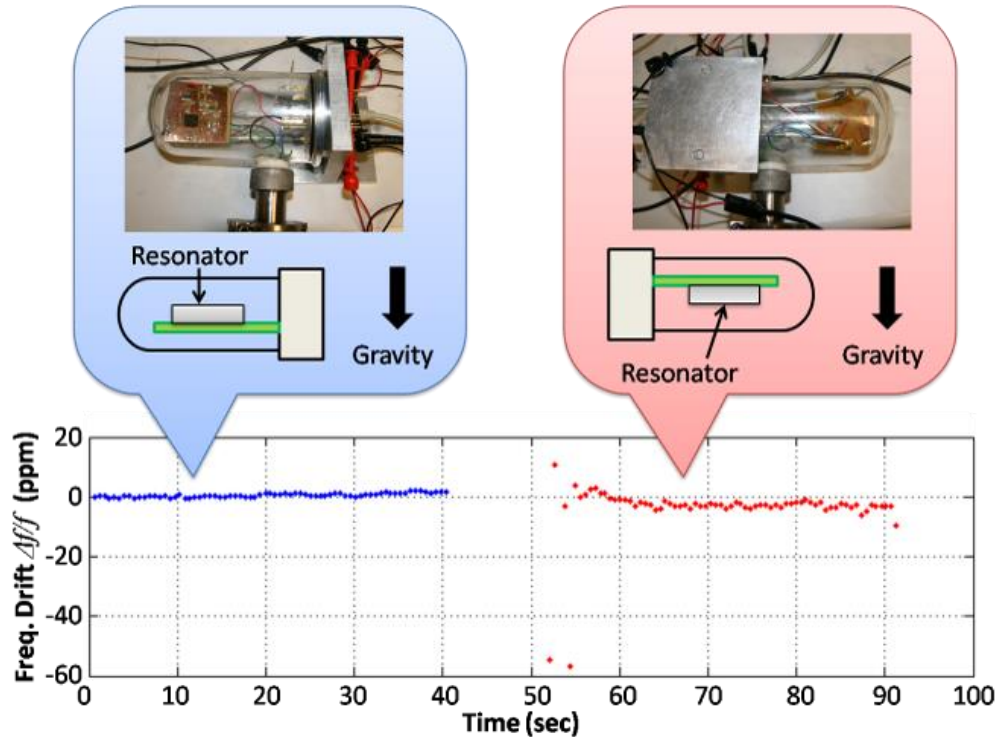 Resonator
Gravity
Resonator
Gravity
Freq. Drift Δf/f (ppm)
20
0
-20
-40
-60
0
10
20
30
40
50
60
70
80
90
100
Time (sec)